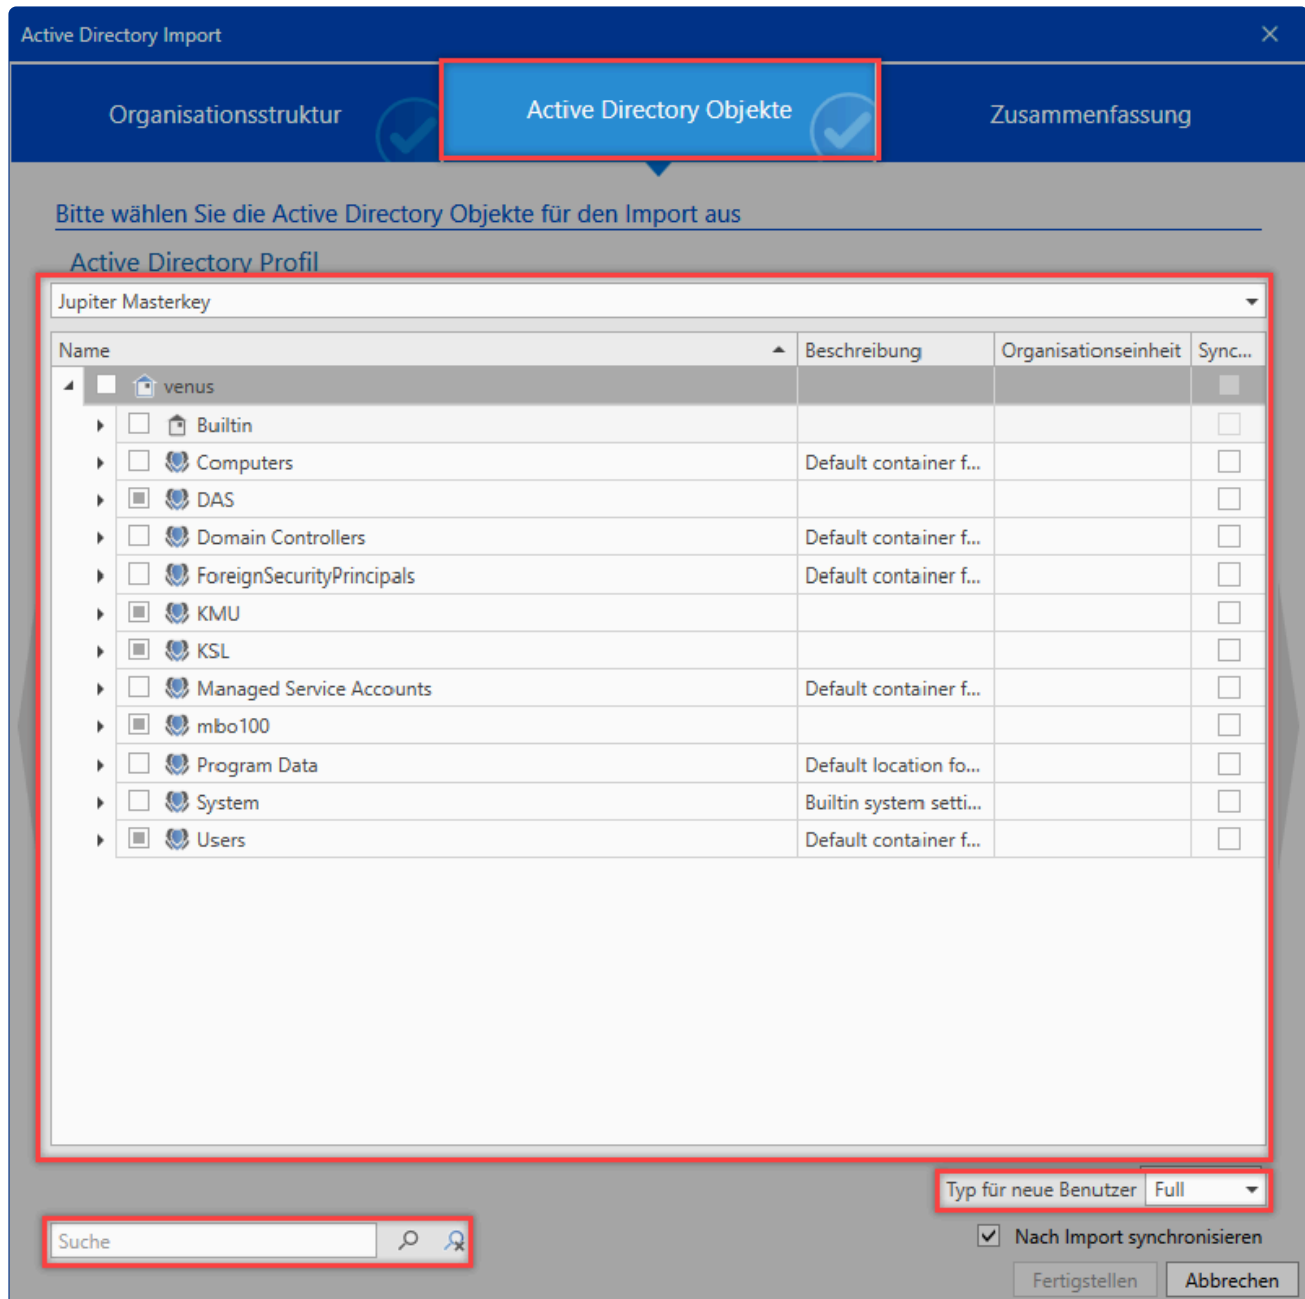 Active Directory Import
Organisationsstruktur
Active Directory Objekte
Zusammenfassung
Bitte wählen Sie die Active Directory Objekte für den Import aus
Active Directory Profil
Jupiter Masterkey
Name Beschreibung Organisationseinheit Sync...
venus
Builtin
Computers Default container f...
DAS
Domain Controllers Default container f...
ForeignSecurityPrincipals Default container f...
KMU
KSL
Managed Service Accounts Default container f...
mbo100
Program Data Default location fo...
System Builtin system setti...
Users Default container f...
Typ für neue Benutzer Full
Suche
Nach Import synchronisieren
Fertigstellen Abbrechen